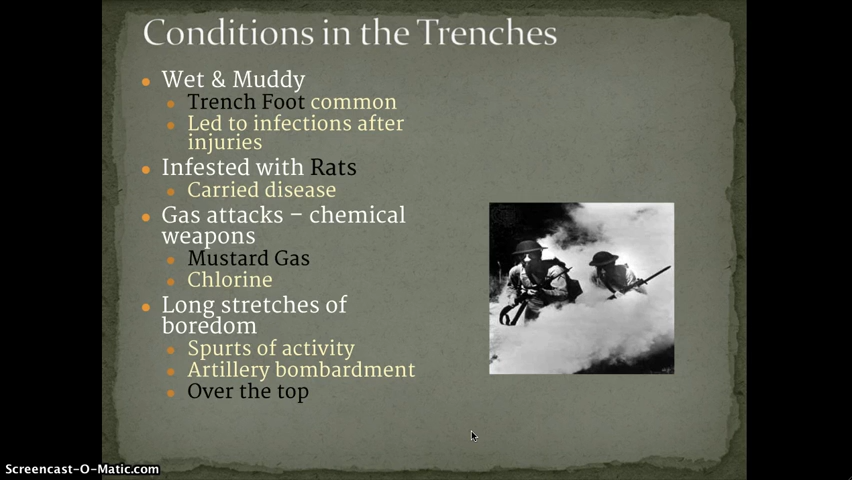 Conditions in the Trenches
Wet & Muddy
Trench Foot common
Led to infections after
injuries
Infested with Rats
Carried disease
Gas attacks – chemical
weapons
Mustard Gas
Chlorine
Long stretches of
boredom
Spurts of activity
Artillery bombardment
Over the top
Screencast-O-Matic.com